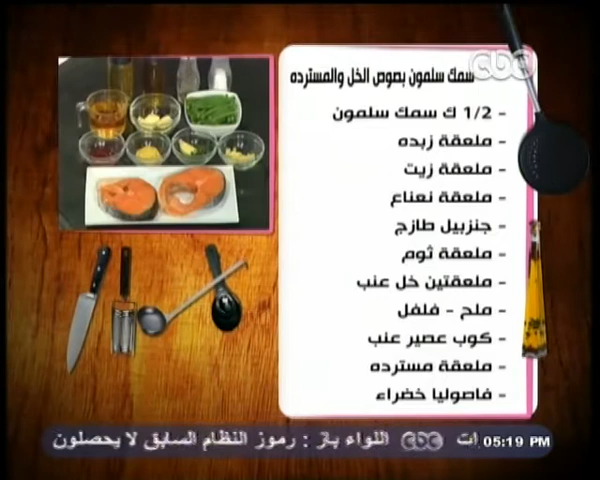 سمك سلمون بصوص الخل والمسترده
cbc
- 1/2 ك سمك سلمون
- ملعقة زبده
- ملعقة زيت
- ملعقة نعناع
- جنزبيل طازج
- ملعقة ثوم
- ملعقتين خل عنب
- ملح - فلفل
- كوب عصير عنب
- ملعقة مسترده
- فاصوليا خضراء
05:19 PM ات cbc اللواء باز : رموز النظام السابق لا يحصلون